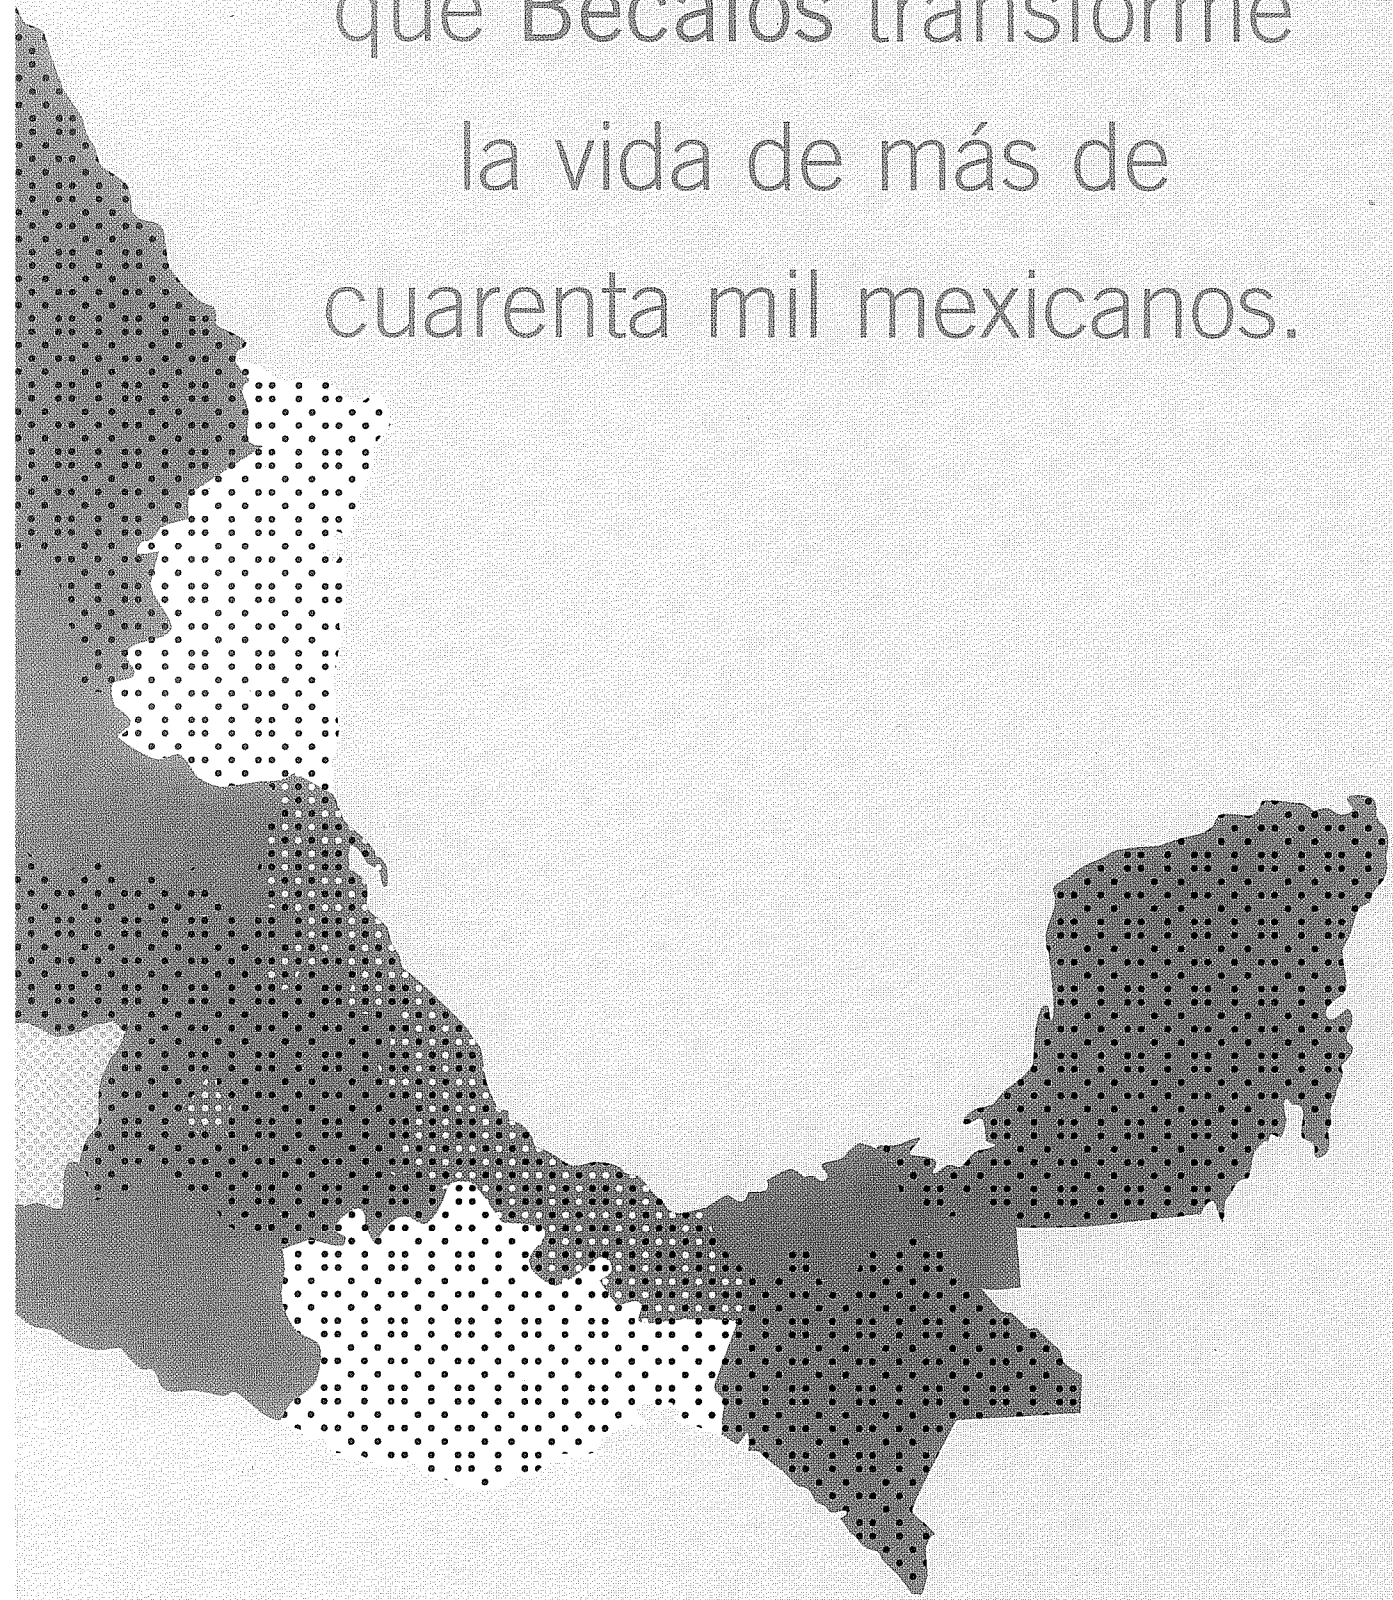 que Bécalos transforme
la vida de más de
cuarenta mil mexicanos.